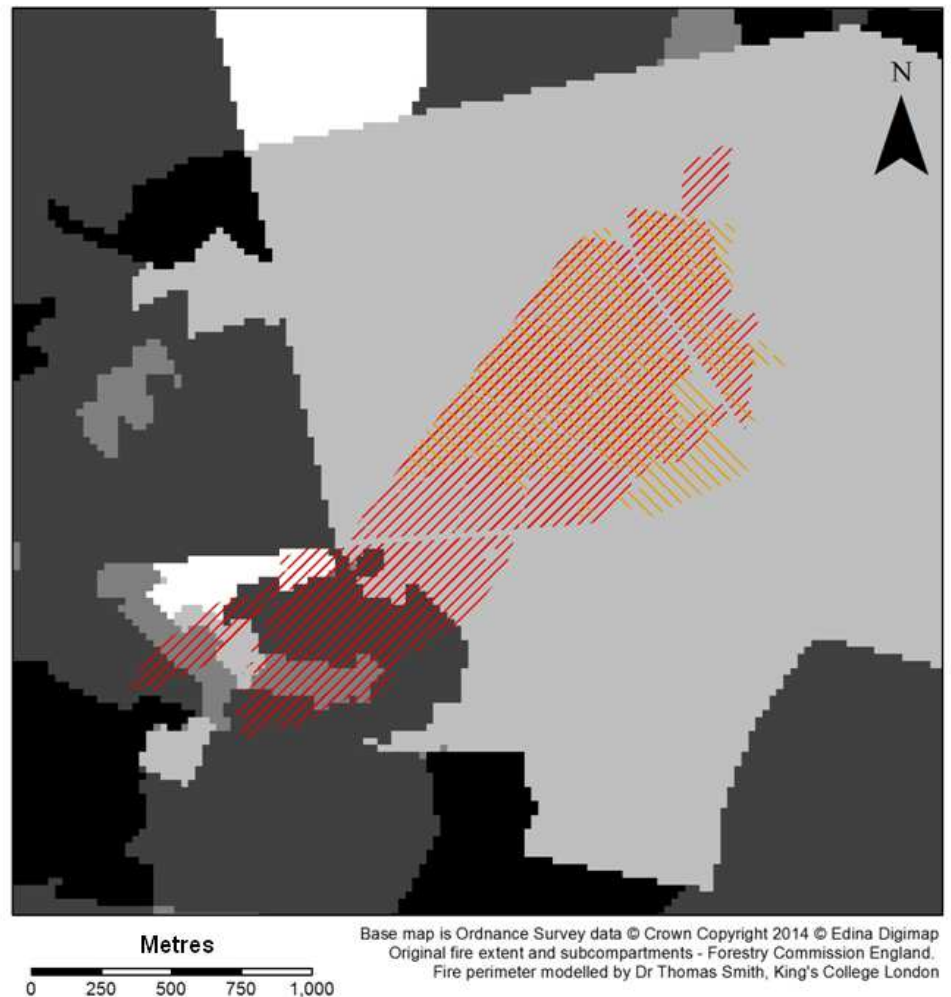 N
Metres
0 250 500 750 1,000
Base map is Ordnance Survey data © Crown Copyright 2014 © Edina Digimap
Original fire extent and subcompartments - Forestry Commission England.
Fire perimeter modelled by Dr Thomas Smith, King's College London